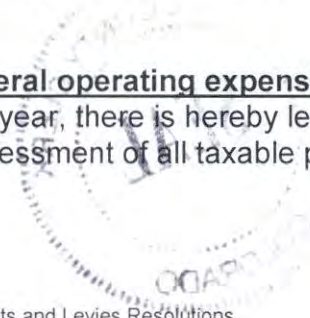 eral operating expens
year, there is hereby le
essment of all taxable p
ts and Levies Resolutions